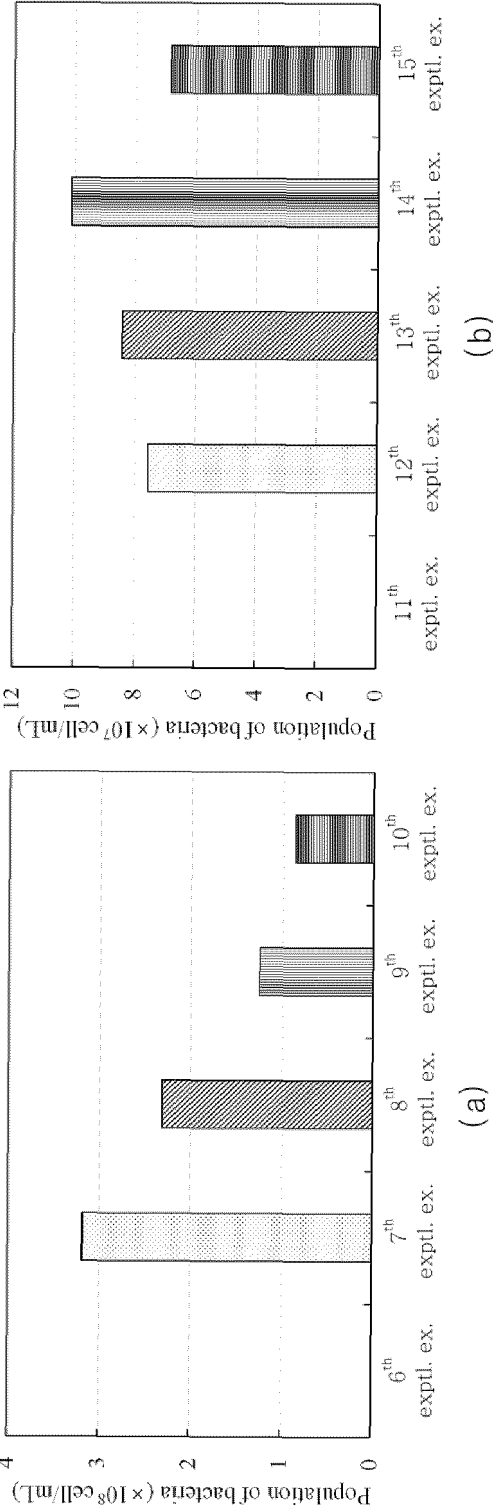 Population of bacteria (×10⁸ cell/mL)
4
3
2
1
0
6th
exptl. ex.
7th
exptl. ex.
8th
exptl. ex.
9th
exptl. ex.
10th
exptl. ex.
(a)
Population of bacteria (×10⁷ cell/mL)
12
10
8
6
4
2
0
11th
exptl. ex.
12th
exptl. ex.
13th
exptl. ex.
14th
exptl. ex.
15th
exptl. ex.
(b)